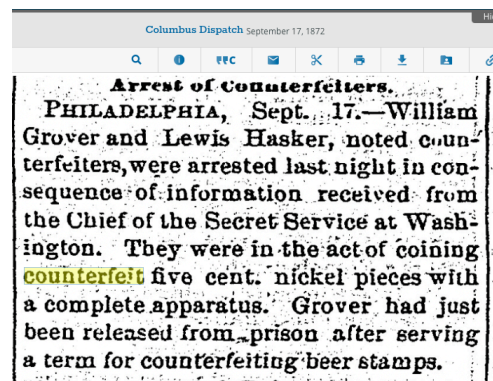 Hi
Columbus Dispatch September 17, 1872
Arrest of Counterfeiters.
PHILADELPHIA, Sept. 17.—William
Grover and Lewis Hasker, noted coun-
terfeiters, were arrested last night in con-
sequence of information received from
the Chief of the Secret Service at Wash-
ington. They were in the act of coining
counterfeit five cent. nickel pieces with
a complete apparatus. Grover had just
been released from prison after serving
a term for counterfeiting beer stamps.